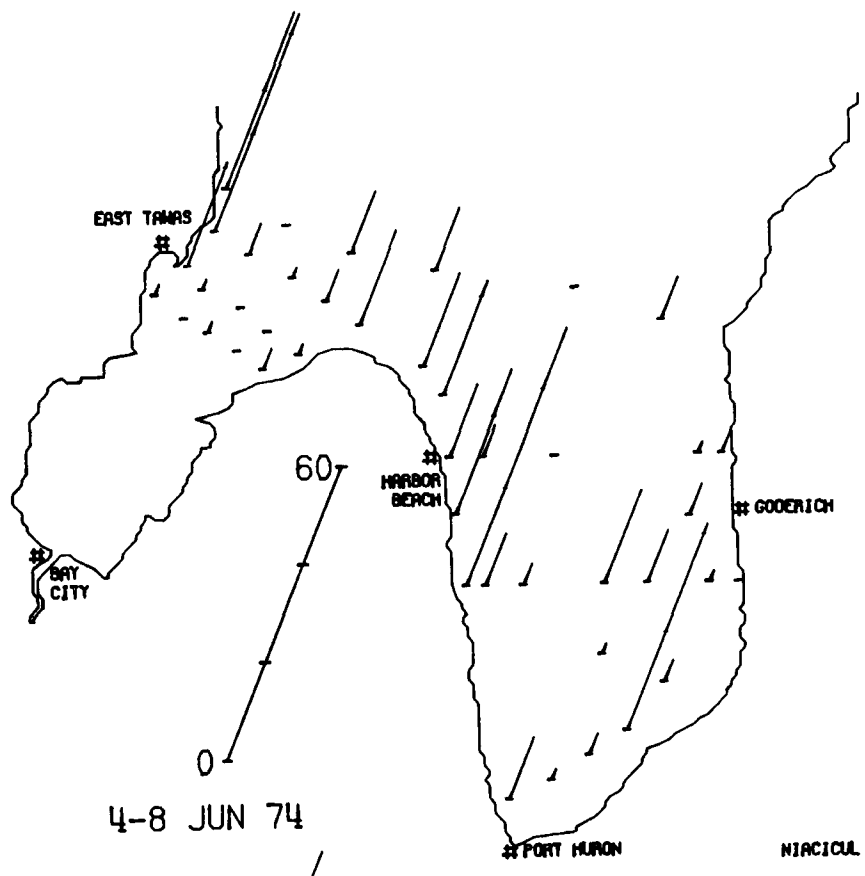 EAST TAWAS
60
HARBOR
BEACH
GODERICH
BAY
CITY
0
4-8 JUN 74
PORT HURON
NIACICUL